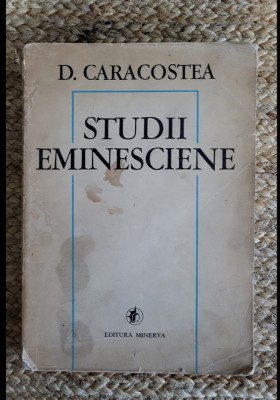 D. CARACOSTEA
STUDII
EMINESCIENE
EDITURA MINERVA